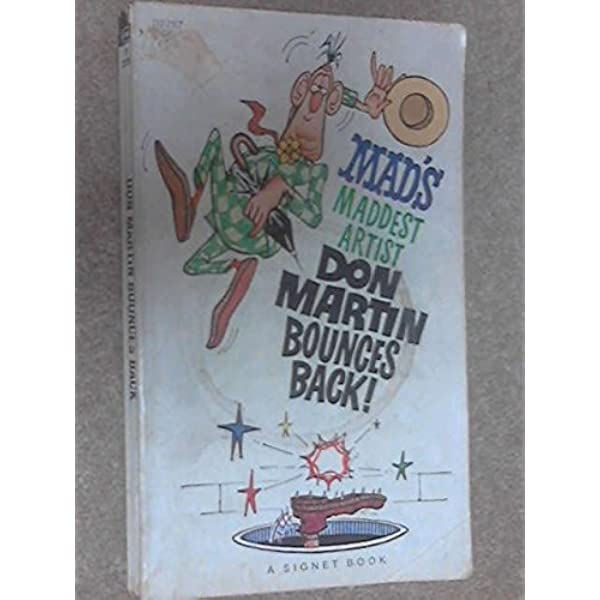 MAD'S
MADDEST
ARTIST
DON
MARTIN
BOUNCES
BACK!
A SIGNET BOOK
DON MARTIN BOUNCES BACK